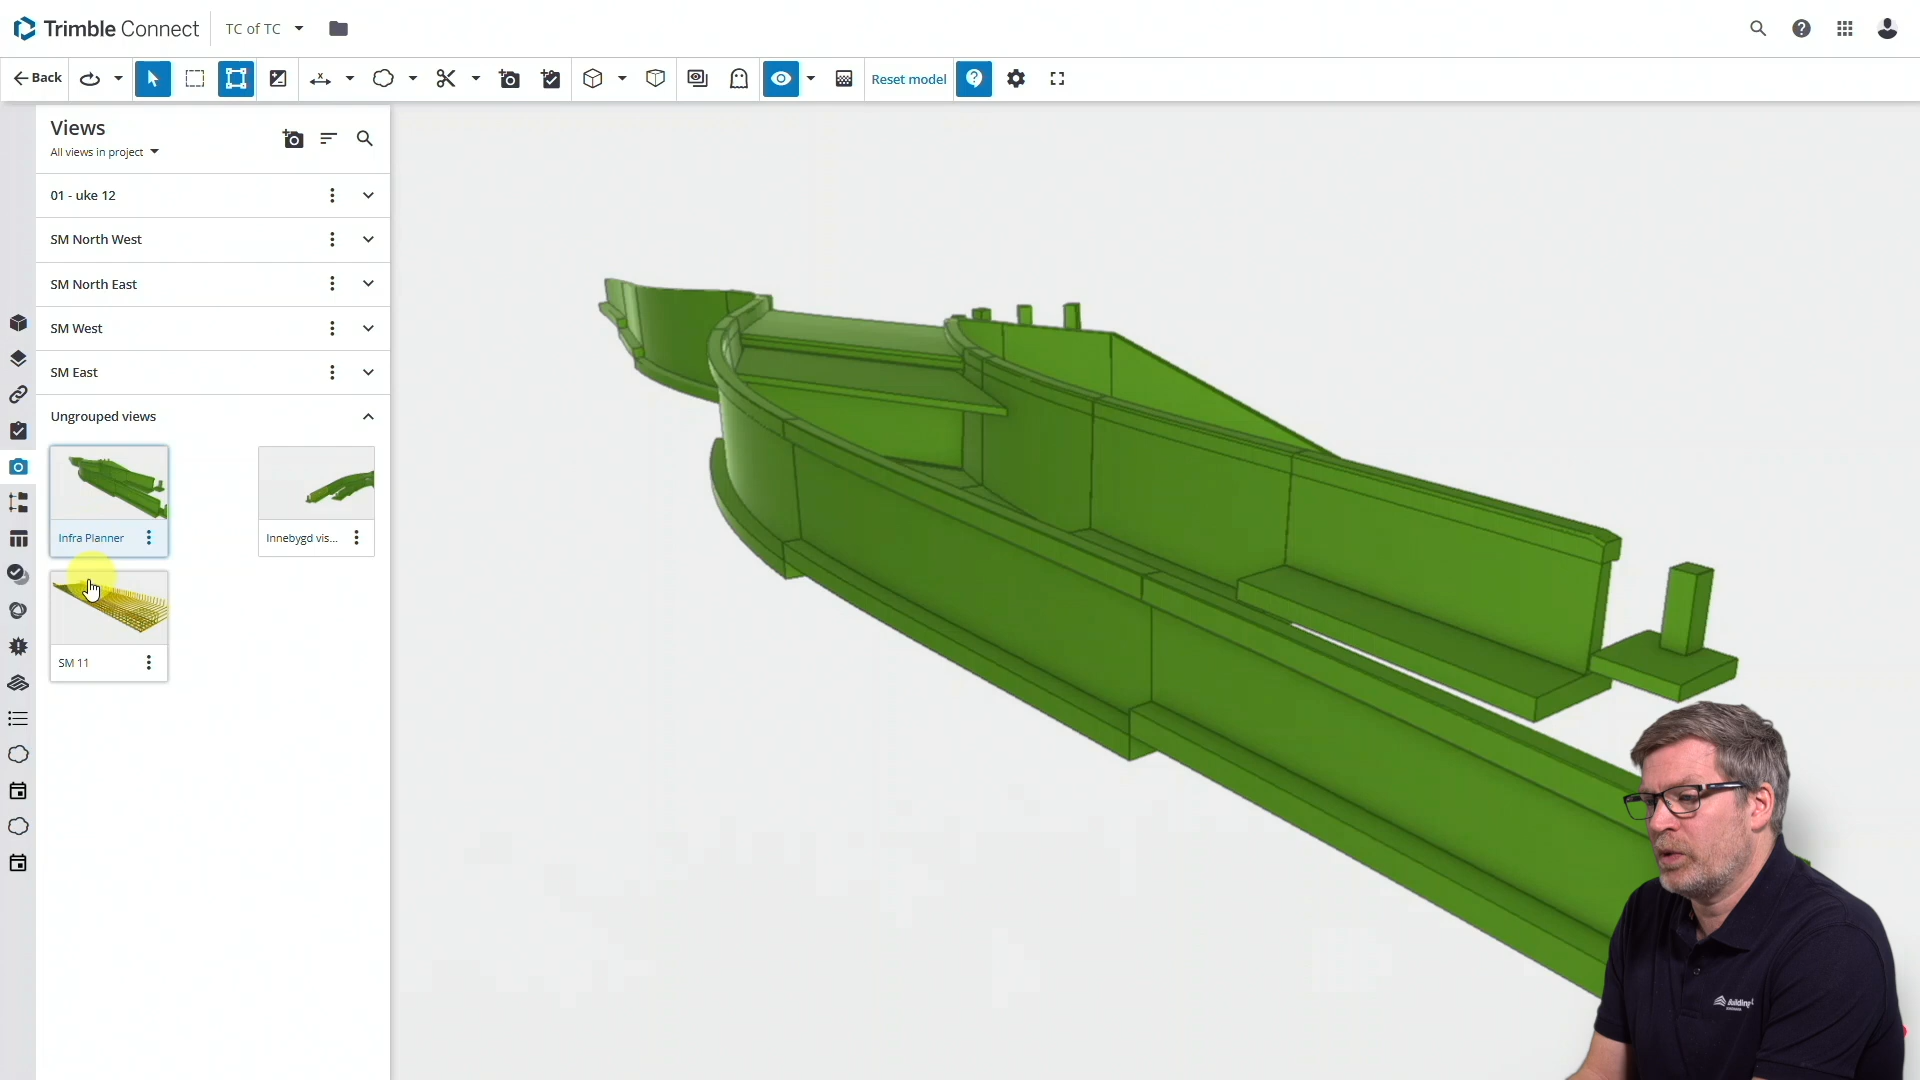 Trimble Connect
TC of TC
Back
x
Reset model
Views
All views in project
01 - uke 12
SM North West
SM North East
SM West
SM East
Ungrouped views
Infra Planner
Innebygd vis...
SM 11
Building